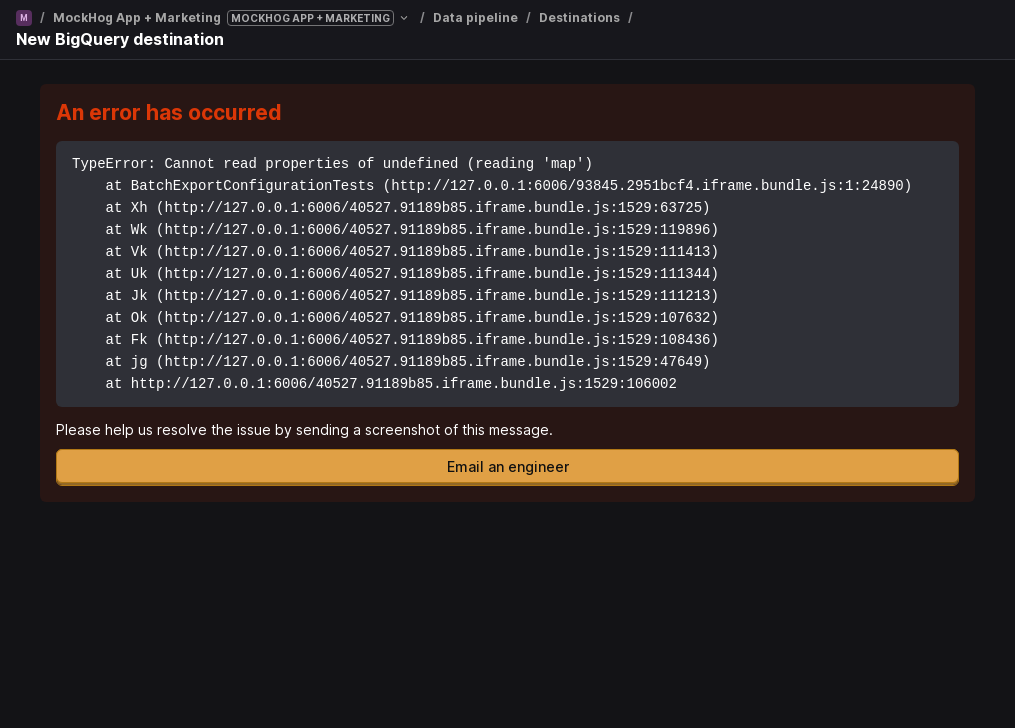 M / MockHog App + Marketing MOCKHOG APP + MARKETING / Data pipeline / Destinations /
New BigQuery destination
An error has occurred
TypeError: Cannot read properties of undefined (reading 'map')
    at BatchExportConfigurationTests (http://127.0.0.1:6006/93845.2951bcf4.iframe.bundle.js:1:24890)
    at Xh (http://127.0.0.1:6006/40527.91189b85.iframe.bundle.js:1529:63725)
    at Wk (http://127.0.0.1:6006/40527.91189b85.iframe.bundle.js:1529:119896)
    at Vk (http://127.0.0.1:6006/40527.91189b85.iframe.bundle.js:1529:111413)
    at Uk (http://127.0.0.1:6006/40527.91189b85.iframe.bundle.js:1529:111344)
    at Jk (http://127.0.0.1:6006/40527.91189b85.iframe.bundle.js:1529:111213)
    at Ok (http://127.0.0.1:6006/40527.91189b85.iframe.bundle.js:1529:107632)
    at Fk (http://127.0.0.1:6006/40527.91189b85.iframe.bundle.js:1529:108436)
    at jg (http://127.0.0.1:6006/40527.91189b85.iframe.bundle.js:1529:47649)
    at http://127.0.0.1:6006/40527.91189b85.iframe.bundle.js:1529:106002
Please help us resolve the issue by sending a screenshot of this message.
Email an engineer